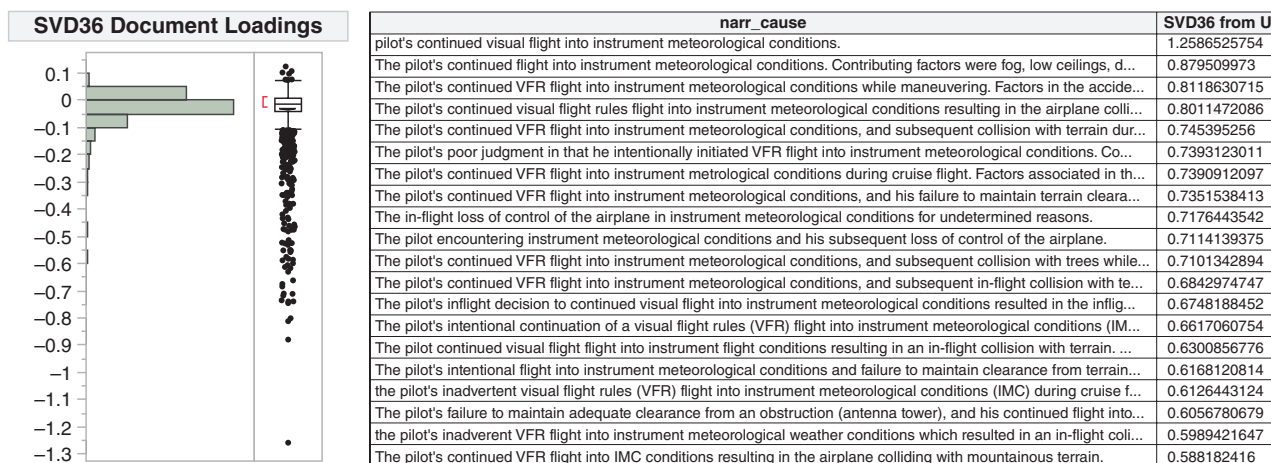 SVD36 Document Loadings
0.1
0
–0.1
–0.2
–0.3
–0.4
–0.5
–0.6
–0.7
–0.8
–0.9
–1
–1.1
–1.2
–1.3
narr_cause SVD36 from U
pilot's continued visual flight into instrument meteorological conditions. 1.2586525754
The pilot's continued flight into instrument meteorological conditions. Contributing factors were fog, low ceilings, d... 0.879509973
The pilot's continued VFR flight into instrument meteorological conditions while maneuvering. Factors in the accide... 0.8118630715
The pilot's continued visual flight rules flight into instrument meteorological conditions resulting in the airplane colli... 0.8011472086
The pilot's continued VFR flight into instrument meteorological conditions, and subsequent collision with terrain dur... 0.745395256
The pilot's poor judgment in that he intentionally initiated VFR flight into instrument meteorological conditions. Co... 0.7393123011
The pilot's continued VFR flight into instrument metrological conditions during cruise flight. Factors associated in th... 0.7390912097
The pilot's continued VFR flight into instrument meteorological conditions, and his failure to maintain terrain cleara... 0.7351538413
The in-flight loss of control of the airplane in instrument meteorological conditions for undetermined reasons. 0.7176443542
The pilot encountering instrument meteorological conditions and his subsequent loss of control of the airplane. 0.7114139375
The pilot's continued VFR flight into instrument meteorological conditions, and subsequent collision with trees while... 0.7101342894
The pilot's continued VFR flight into instrument meteorological conditions, and subsequent in-flight collision with te... 0.6842974747
The pilot's inflight decision to continued visual flight into instrument meteorological conditions resulted in the inflig... 0.6748188452
The pilot's intentional continuation of a visual flight rules (VFR) flight into instrument meteorological conditions (IM... 0.6617060754
The pilot continued visual flight flight into instrument flight conditions resulting in an in-flight collision with terrain. ... 0.6300856776
The pilot's intentional flight into instrument meteorological conditions and failure to maintain clearance from terrain... 0.6168120814
the pilot's inadvertent visual flight rules (VFR) flight into instrument meteorological conditions (IMC) during cruise f... 0.6126443124
The pilot's failure to maintain adequate clearance from an obstruction (antenna tower), and his continued flight into... 0.6056780679
the pilot's inadverent VFR flight into instrument meteorological weather conditions which resulted in an in-flight coli... 0.5989421647
The pilot's continued VFR flight into IMC conditions resulting in the airplane colliding with mountainous terrain. 0.588182416